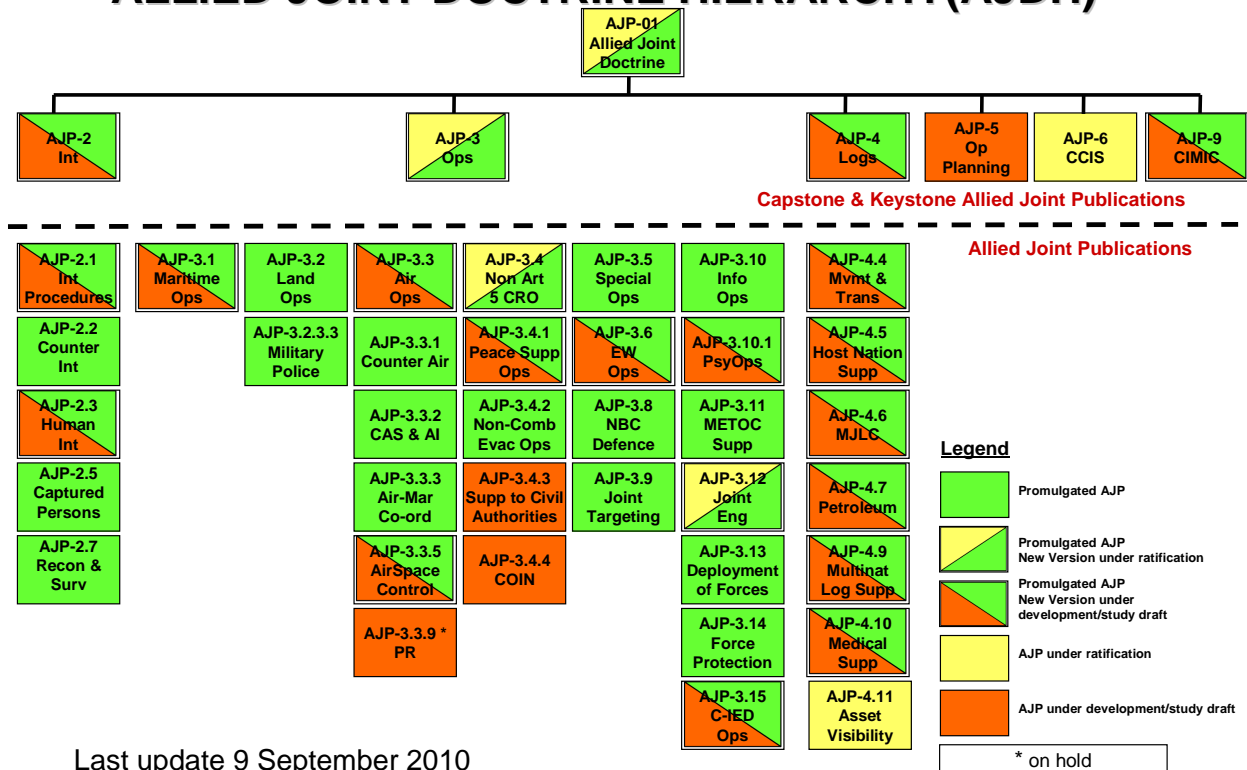 ALLIED JOINT DOCTRINE HIERARCHY (AJDH)
AJP-01
Allied Joint
Doctrine
AJP-2
Int
AJP-3
Ops
AJP-4
Logs
AJP-5
Op
Planning
AJP-6
CCIS
AJP-9
CIMIC
Capstone & Keystone Allied Joint Publications
Allied Joint Publications
AJP-2.1
Int
Procedures
AJP-2.2
Counter
Int
AJP-2.3
Human
Int
AJP-2.5
Captured
Persons
AJP-2.7
Recon &
Surv
AJP-3.1
Maritime
Ops
AJP-3.2
Land
Ops
AJP-3.2.3.3
Military
Police
AJP-3.3
Air
Ops
AJP-3.3.1
Counter Air
AJP-3.3.2
CAS & AI
AJP-3.3.3
Air-Mar
Co-ord
AJP-3.3.5
AirSpace
Control
AJP-3.3.9 *
PR
AJP-3.4
Non Art
5 CRO
AJP-3.4.1
Peace Supp
Ops
AJP-3.4.2
Non-Comb
Evac Ops
AJP-3.4.3
Supp to Civil
Authorities
AJP-3.4.4
COIN
AJP-3.5
Special
Ops
AJP-3.6
EW
Ops
AJP-3.8
NBC
Defence
AJP-3.9
Joint
Targeting
AJP-3.10
Info
Ops
AJP-3.10.1
PsyOps
AJP-3.11
METOC
Supp
AJP-3.12
Joint
Eng
AJP-3.13
Deployment
of Forces
AJP-3.14
Force
Protection
AJP-3.15
C-IED
Ops
AJP-4.4
Mvmt &
Trans
AJP-4.5
Host Nation
Supp
AJP-4.6
MJLC
AJP-4.7
Petroleum
AJP-4.9
Multinat
Log Supp
AJP-4.10
Medical
Supp
AJP-4.11
Asset
Visibility
Legend
Promulgated AJP
Promulgated AJP
New Version under ratification
Promulgated AJP
New Version under
development/study draft
AJP under ratification
AJP under development/study draft
* on hold
Last update 9 September 2010